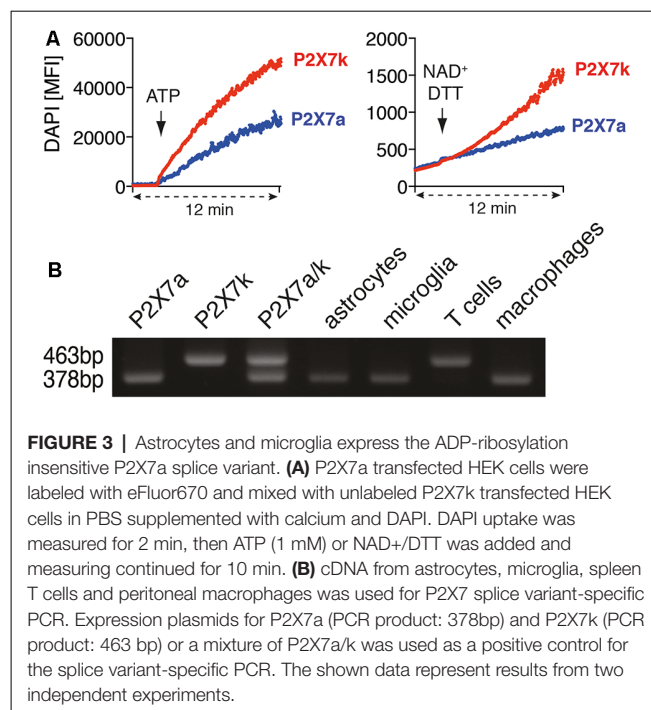 A
DAPI [MFI]
60000
40000
20000
0
ATP
P2X7k
P2X7a
12 min
2000
1500
1000
500
0
NAD+
DTT
P2X7k
P2X7a
12 min
B
P2X7a
P2X7k
P2X7a/k
astrocytes
microglia
T cells
macrophages
463bp
378bp
FIGURE 3 | Astrocytes and microglia express the ADP-ribosylation
insensitive P2X7a splice variant. (A) P2X7a transfected HEK cells were
labeled with eFluor670 and mixed with unlabeled P2X7k transfected HEK
cells in PBS supplemented with calcium and DAPI. DAPI uptake was
measured for 2 min, then ATP (1 mM) or NAD+/DTT was added and
measuring continued for 10 min. (B) cDNA from astrocytes, microglia, spleen
T cells and peritoneal macrophages was used for P2X7 splice variant-specific
PCR. Expression plasmids for P2X7a (PCR product: 378bp) and P2X7k (PCR
product: 463 bp) or a mixture of P2X7a/k was used as a positive control for
the splice variant-specific PCR. The shown data represent results from two
independent experiments.